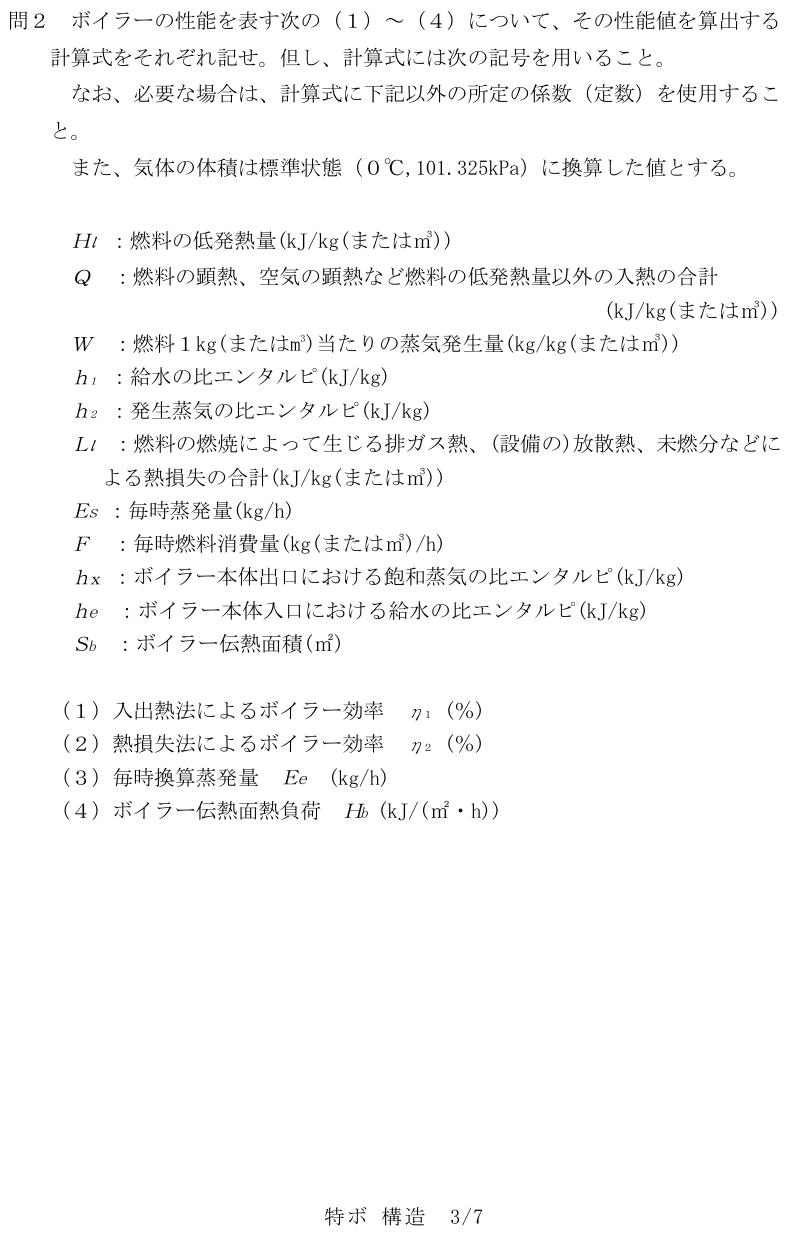 問２　ボイラーの性能を表す次の（１）～（４）について、その性能値を算出する
計算式をそれぞれ記せ。但し、計算式には次の記号を用いること。
なお、必要な場合は、計算式に下記以外の所定の係数（定数）を使用するこ
と。
また、気体の体積は標準状態（０℃,101.325kPa）に換算した値とする。
Hl ：燃料の低発熱量(kJ/kg(または㎥))
Q ：燃料の顕熱、空気の顕熱など燃料の低発熱量以外の入熱の合計
(kJ/kg(または㎥))
W ：燃料１kg(またはm³)当たりの蒸気発生量(kg/kg(または㎥))
h₁ ：給水の比エンタルピ(kJ/kg)
h₂ ：発生蒸気の比エンタルピ(kJ/kg)
Ll ：燃料の燃焼によって生じる排ガス熱、(設備の)放散熱、未燃分などに
よる熱損失の合計(kJ/kg(または㎥))
Es ：毎時蒸発量(kg/h)
F ：毎時燃料消費量(kg(または㎥)/h)
hx ：ボイラー本体出口における飽和蒸気の比エンタルピ(kJ/kg)
he ：ボイラー本体入口における給水の比エンタルピ(kJ/kg)
Sb ：ボイラー伝熱面積(㎡)
（１）入出熱法によるボイラー効率　η₁（％）
（２）熱損失法によるボイラー効率　η₂（％）
（３）毎時換算蒸発量　Ee　(kg/h)
（４）ボイラー伝熱面熱負荷　Hb (kJ/(㎡・h))
特ボ 構造　3/7